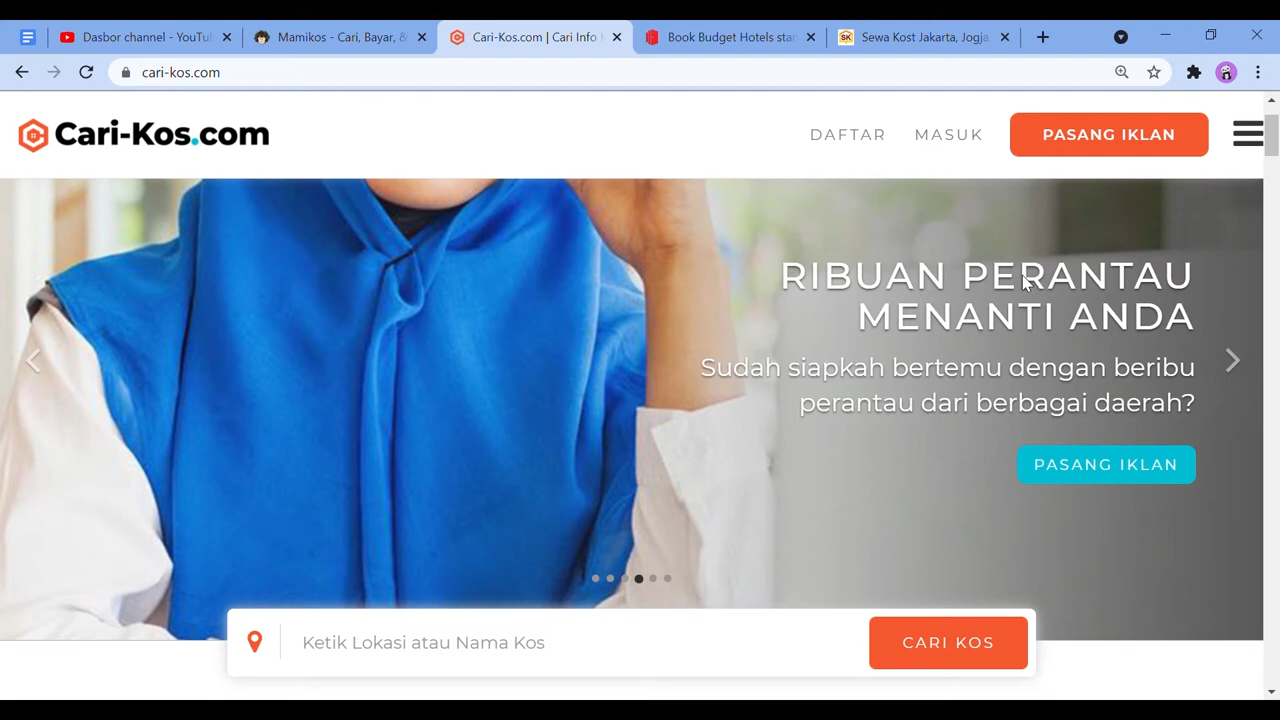 Dasbor channel - YouTu
Mamikos - Cari, Bayar, &
Cari-Kos.com | Cari Info
Book Budget Hotels star
SK
Sewa Kost Jakarta, Jogja,
cari-kos.com
Cari-Kos.com
DAFTAR
MASUK
PASANG IKLAN
RIBUAN PERANTAU
MENANTI ANDA
Sudah siapkah bertemu dengan beribu
perantau dari berbagai daerah?
PASANG IKLAN
Ketik Lokasi atau Nama Kos
CARI KOS